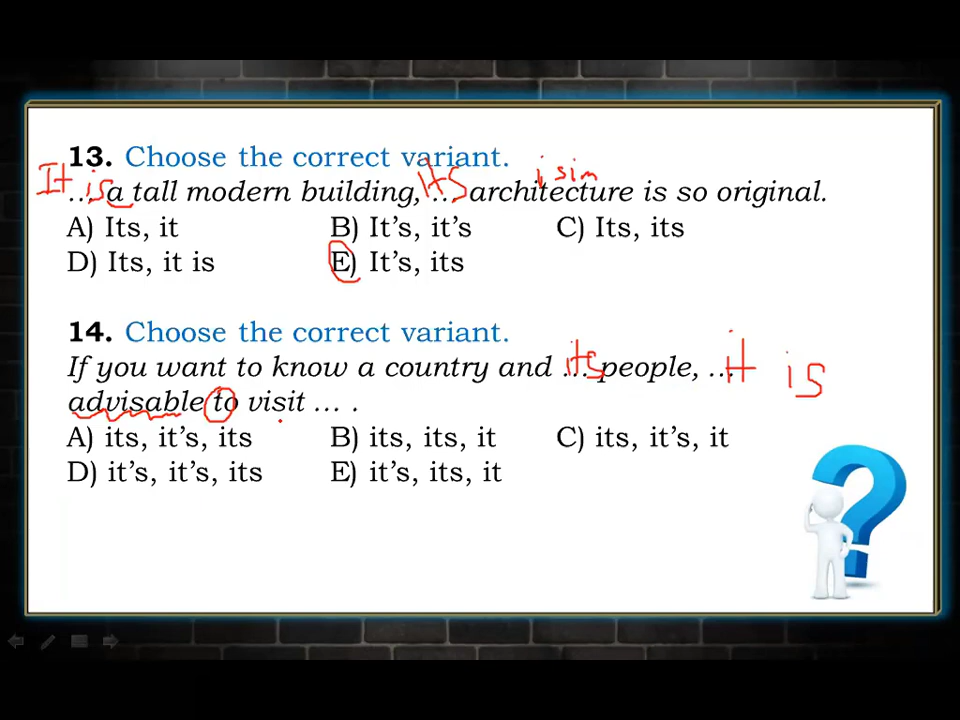 13. Choose the correct variant.
It is its isim
... a tall modern building, ... architecture is so original.
A) Its, it B) It's, it's C) Its, its
D) Its, it is E) It's, its
14. Choose the correct variant.
its it is
If you want to know a country and ... people, ...
advisable to visit ... .
A) its, it's, its B) its, its, it C) its, it's, it
D) it's, it's, its E) it's, its, it
?